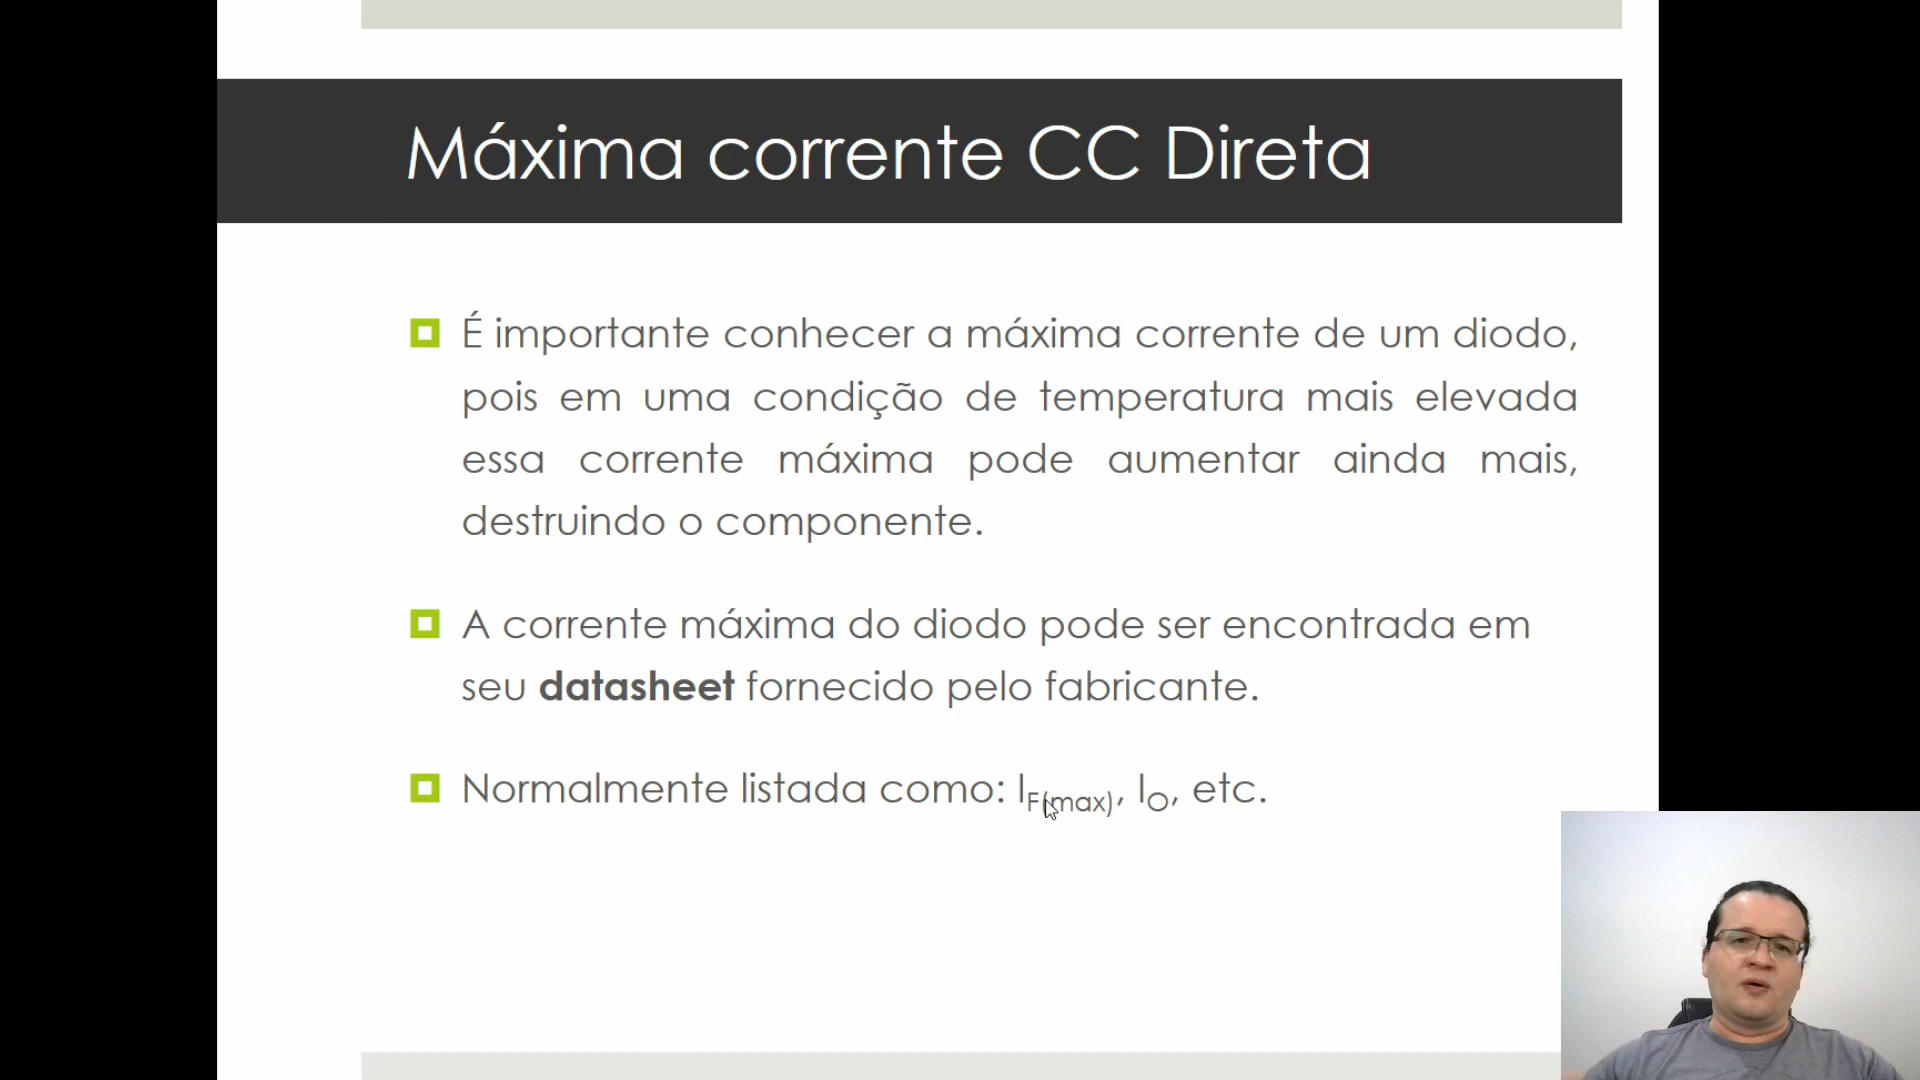 Máxima corrente CC Direta
É importante conhecer a máxima corrente de um diodo,
pois em uma condição de temperatura mais elevada
essa corrente máxima pode aumentar ainda mais,
destruindo o componente.
A corrente máxima do diodo pode ser encontrada em
seu datasheet fornecido pelo fabricante.
Normalmente listada como: I_F(max), I_O, etc.